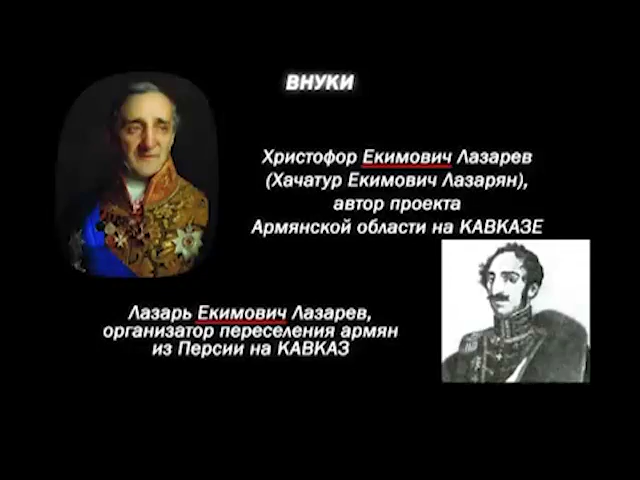 ВНУКИ
Христофор Екимович Лазарев
(Хачатур Екимович Лазарян),
автор проекта
Армянской области на КАВКАЗЕ
Лазарь Екимович Лазарев,
организатор переселения армян
из Персии на КАВКАЗ